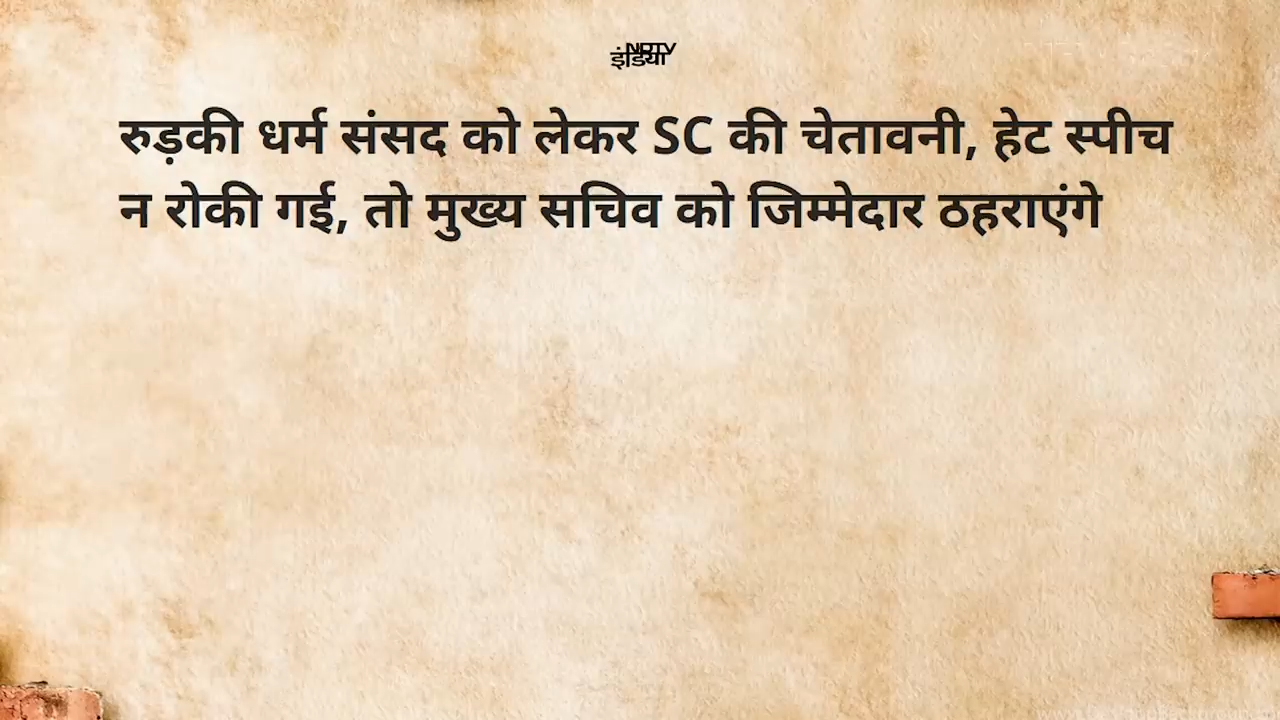 NDTV
इंडिया
रुड़की धर्म संसद को लेकर SC की चेतावनी, हेट स्पीच
न रोकी गई, तो मुख्य सचिव को जिम्मेदार ठहराएंगे